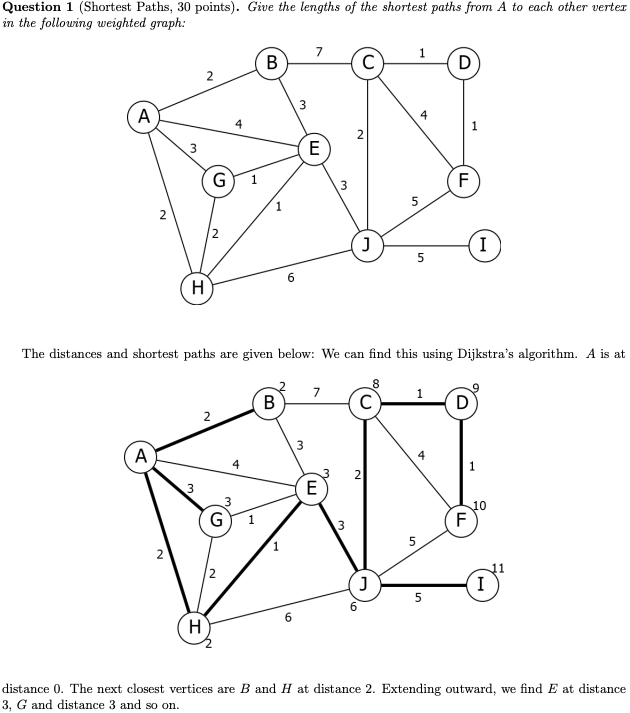 Question 1 (Shortest Paths, 30 points). Give the lengths of the shortest paths from A to each other vertex
in the following weighted graph:
7
1
B
C
D
2
3
4
A
4
2
1
3
E
G
1
3
F
5
2
1
2
J
I
5
H
6
The distances and shortest paths are given below: We can find this using Dijkstra's algorithm. A is at
2
8
9
7
1
B
C
D
2
3
4
A
4
2
1
3
3
E
3
10
G
1
3
F
5
2
1
2
11
J
I
6
5
H
6
2
distance 0. The next closest vertices are B and H at distance 2. Extending outward, we find E at distance
3, G and distance 3 and so on.